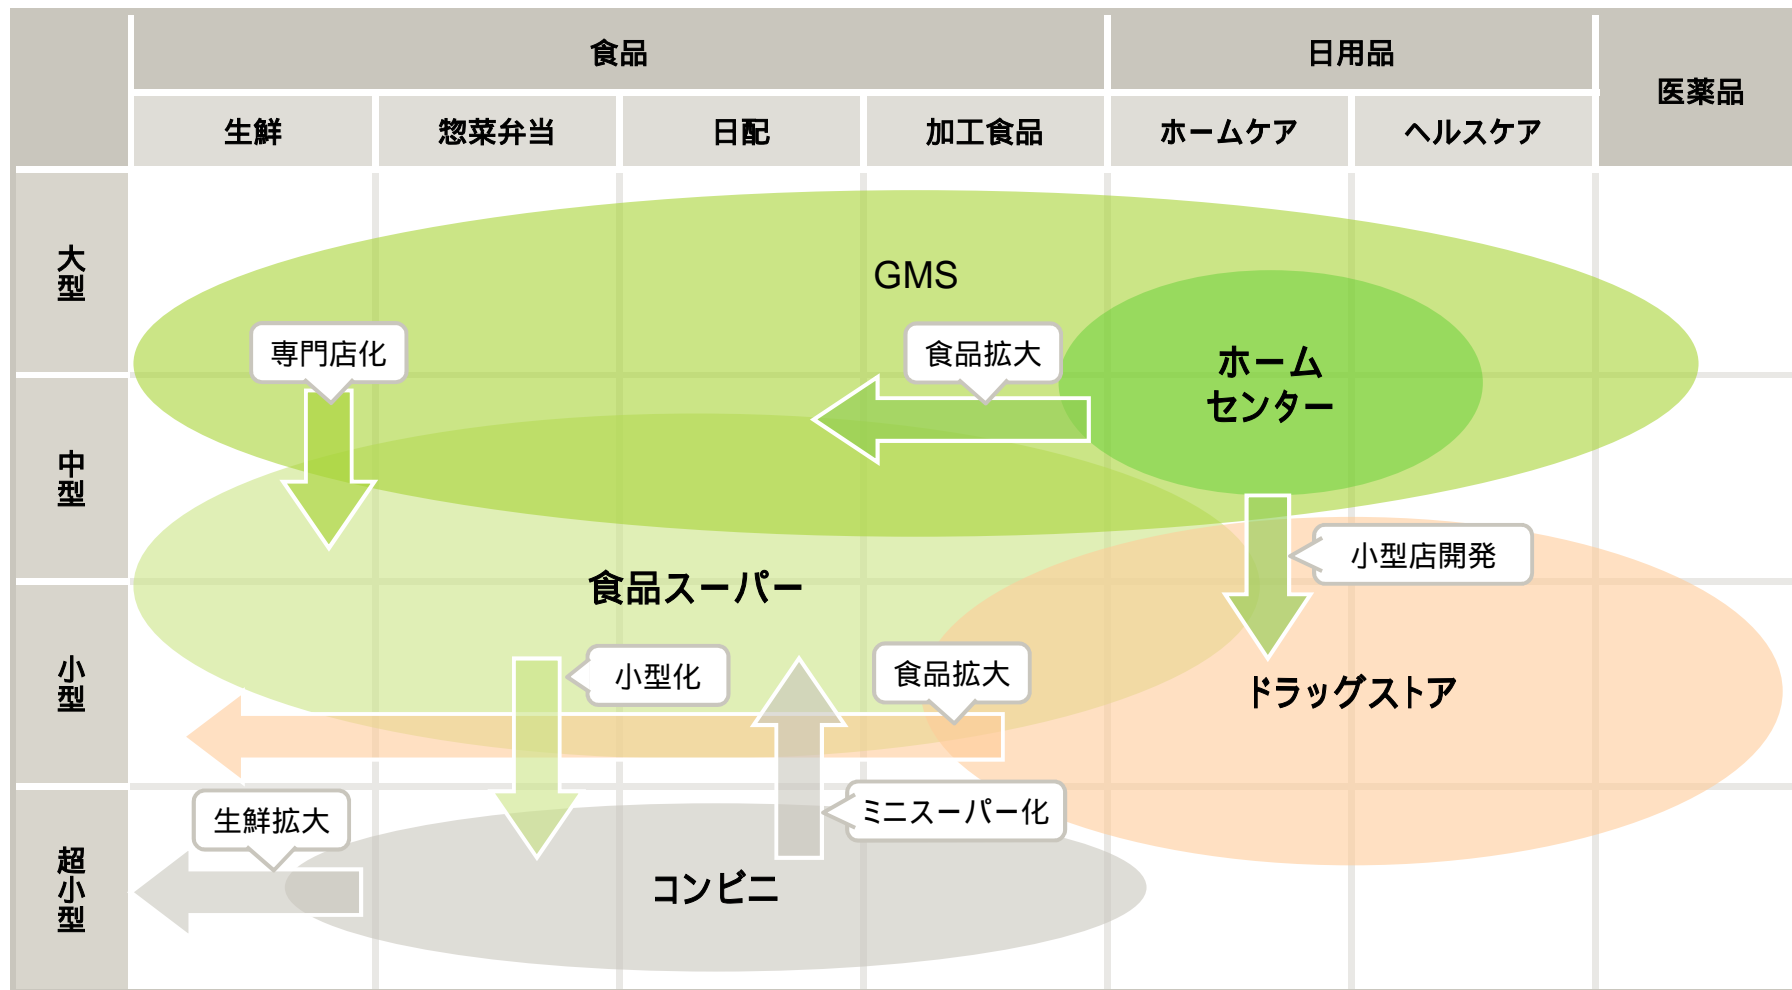 食品
日用品
医薬品
生鮮
惣菜弁当
日配
加工食品
ホームケア
ヘルスケア
大型
GMS
専門店化
食品拡大
ホーム
センター
中型
小型店開発
食品スーパー
小型
小型化
食品拡大
ドラッグストア
超小型
生鮮拡大
ミニスーパー化
コンビニ